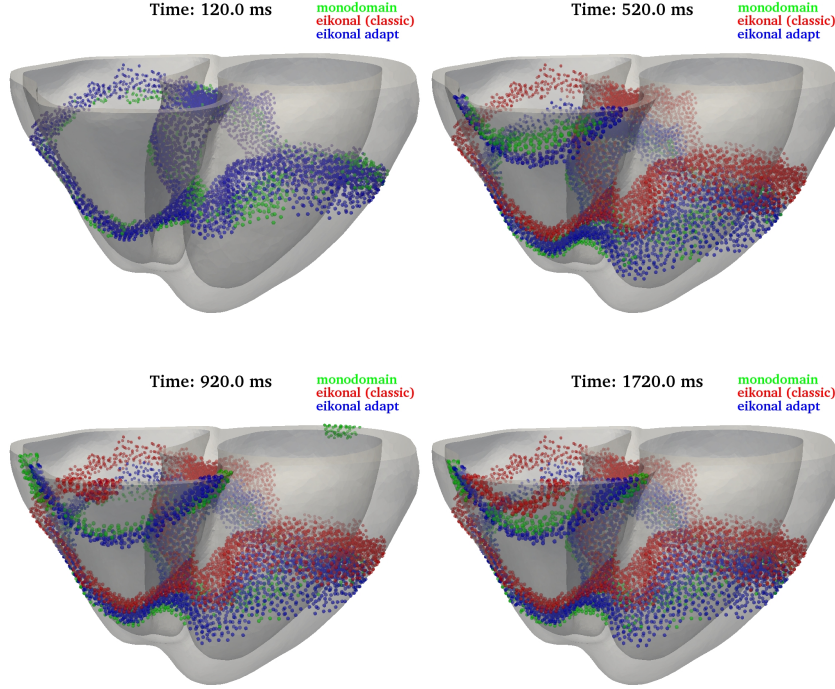 Time: 120.0 ms
monodomain
eikonal (classic)
eikonal adapt
Time: 520.0 ms
monodomain
eikonal (classic)
eikonal adapt
Time: 920.0 ms
monodomain
eikonal (classic)
eikonal adapt
Time: 1720.0 ms
monodomain
eikonal (classic)
eikonal adapt